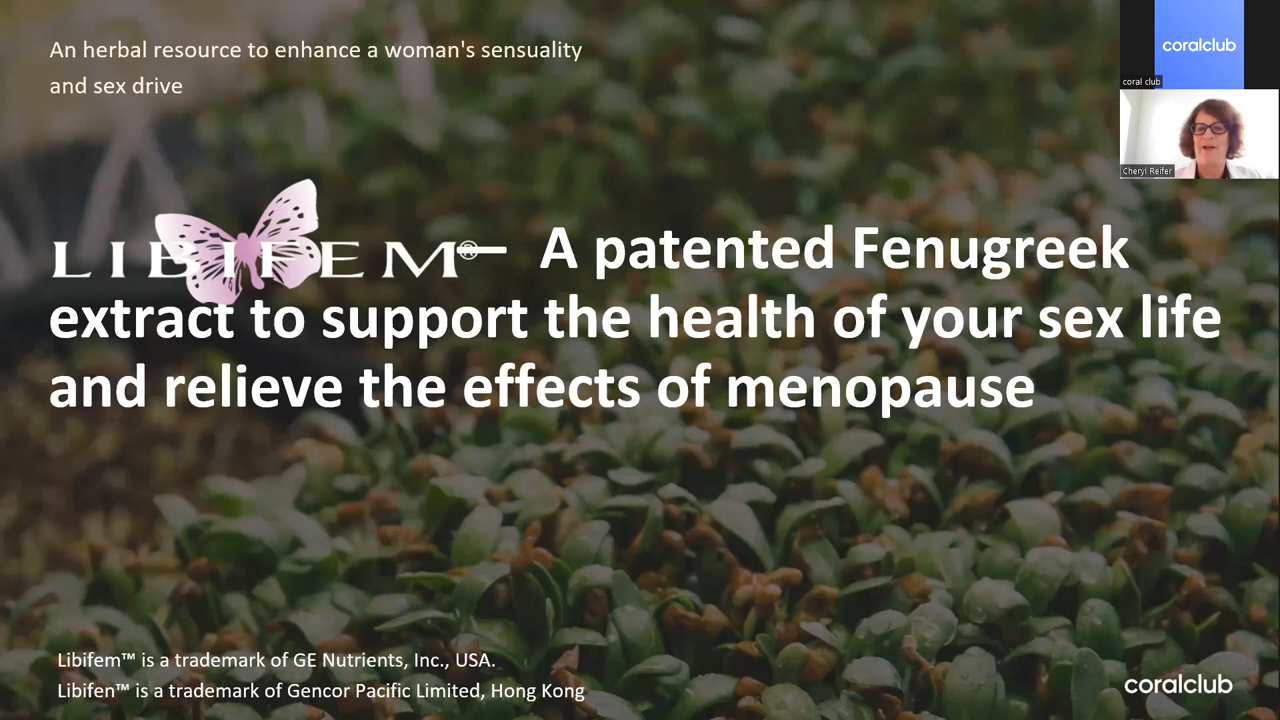 An herbal resource to enhance a woman's sensuality
and sex drive
coralclub
coral club
Cheryl Reifer
LIBIFEM® – A patented Fenugreek
extract to support the health of your sex life
and relieve the effects of menopause
Libifem™ is a trademark of GE Nutrients, Inc., USA.
Libifen™ is a trademark of Gencor Pacific Limited, Hong Kong
coralclub